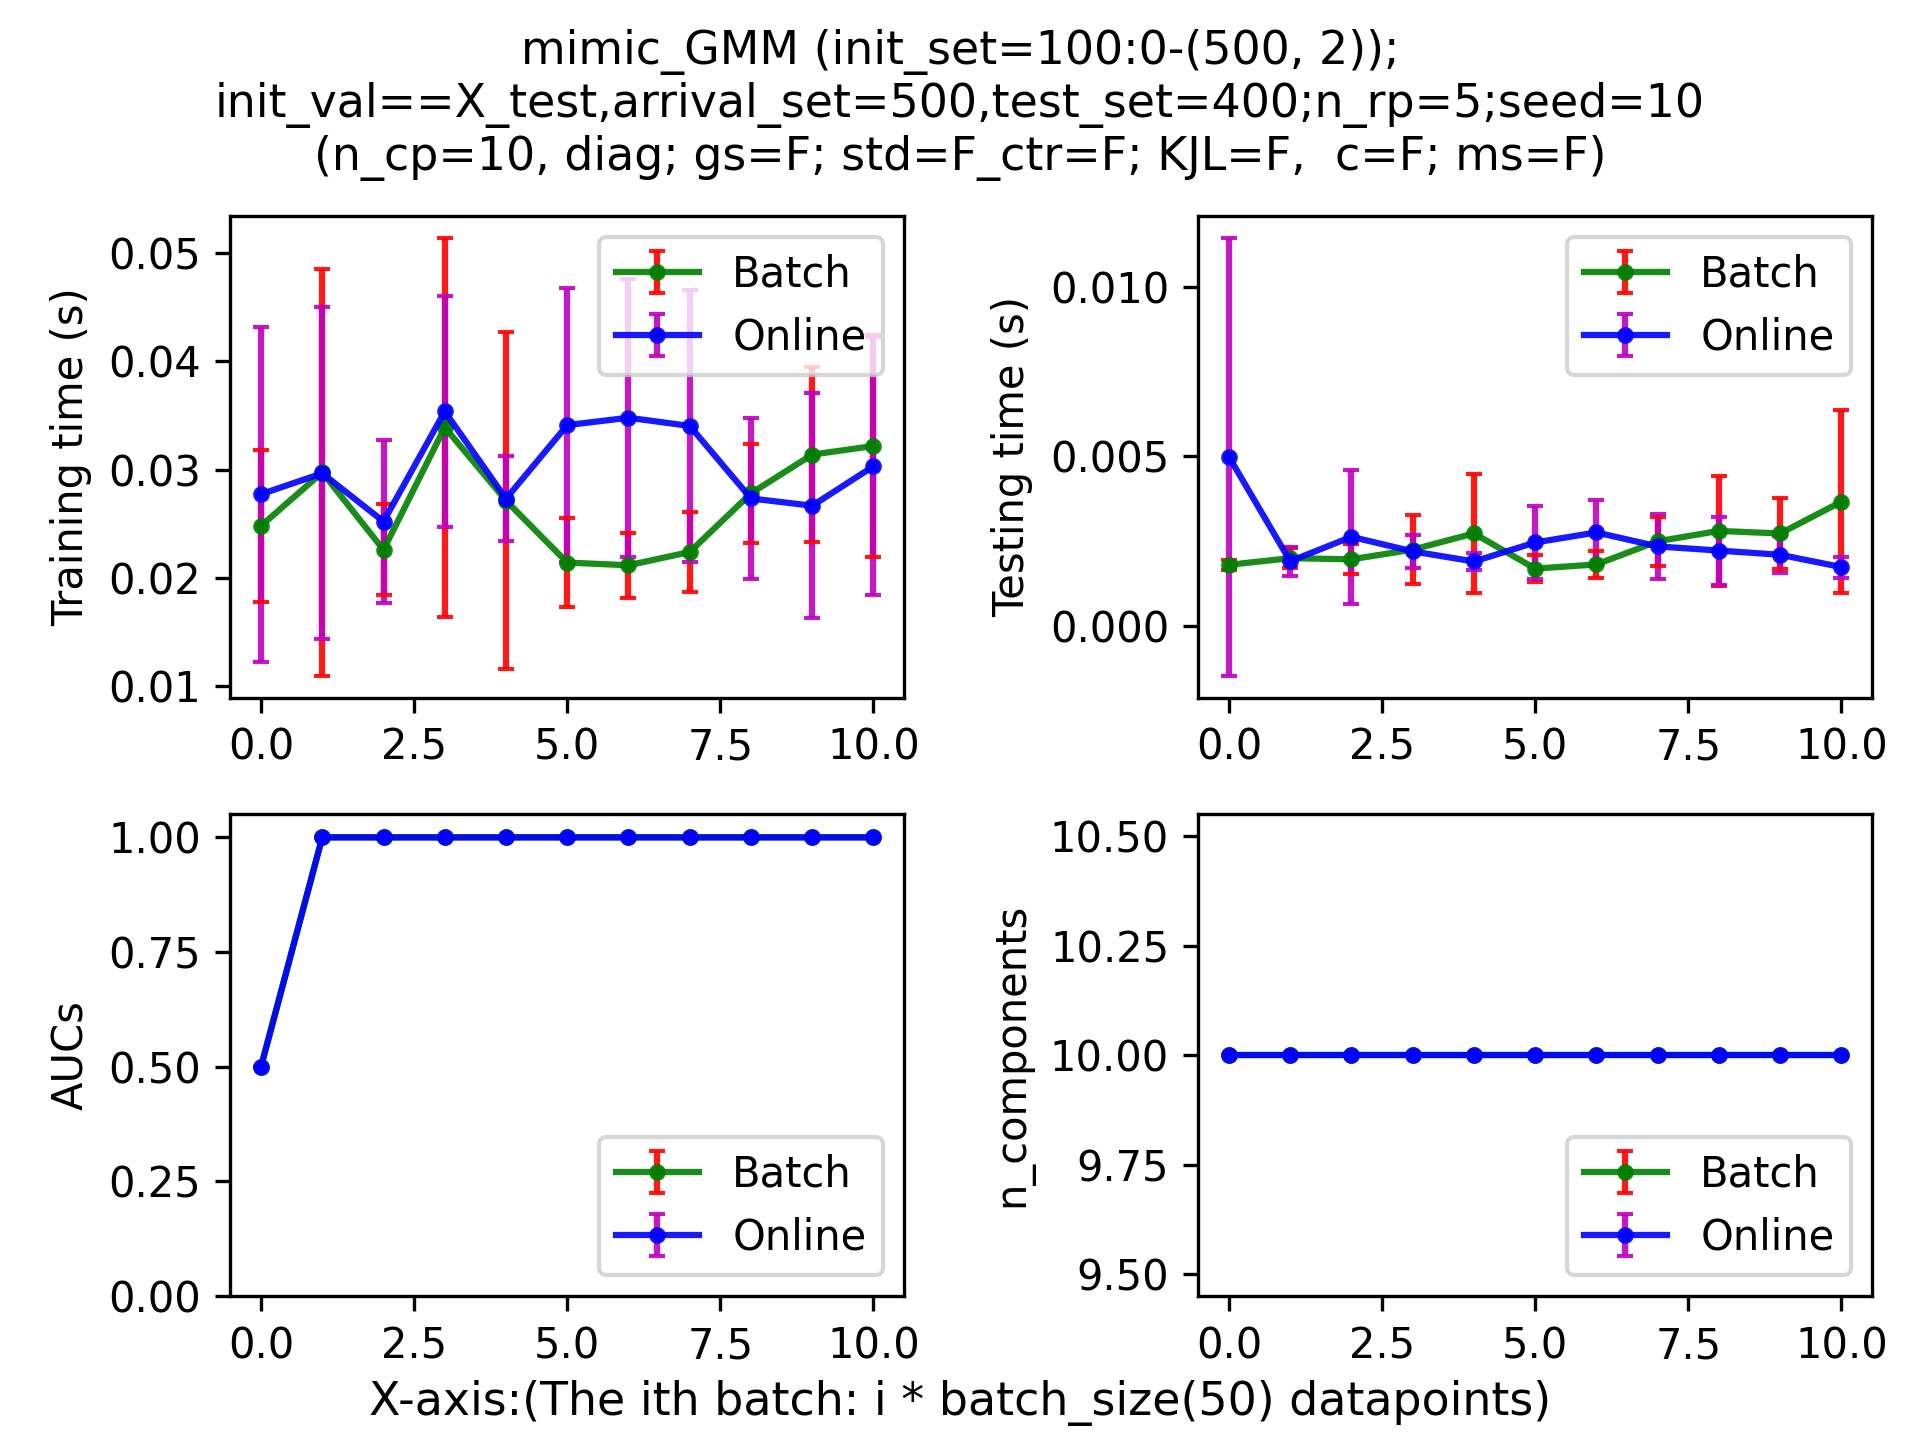 mimic_GMM (init_set=100:0-(500, 2));
init_val==X_test,arrival_set=500,test_set=400;n_rp=5;seed=10
(n_cp=10, diag; gs=F; std=F_ctr=F; KJL=F,  c=F; ms=F)
Training time (s)
0.05
0.04
0.03
0.02
0.01
Batch
Online
0.0 2.5 5.0 7.5 10.0
Testing time (s)
0.010
0.005
0.000
Batch
Online
0.0 2.5 5.0 7.5 10.0
AUCs
1.00
0.75
0.50
0.25
0.00
Batch
Online
0.0 2.5 5.0 7.5 10.0
n_components
10.50
10.25
10.00
9.75
9.50
Batch
Online
0.0 2.5 5.0 7.5 10.0
X-axis:(The ith batch: i * batch_size(50) datapoints)